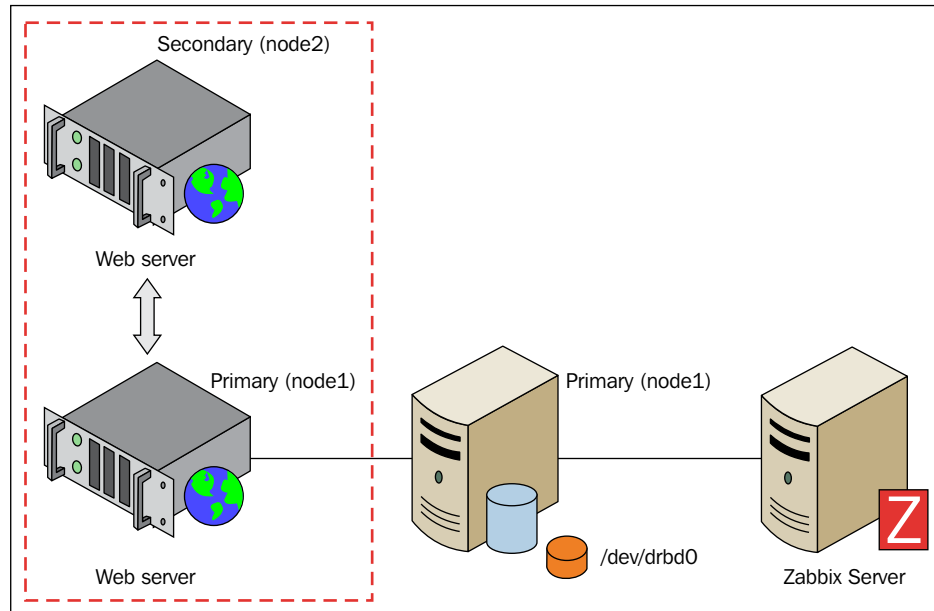 Secondary (node2)
Web server
Primary (node1)
Web server
Primary (node1)
/dev/drbd0
Z
Zabbix Server